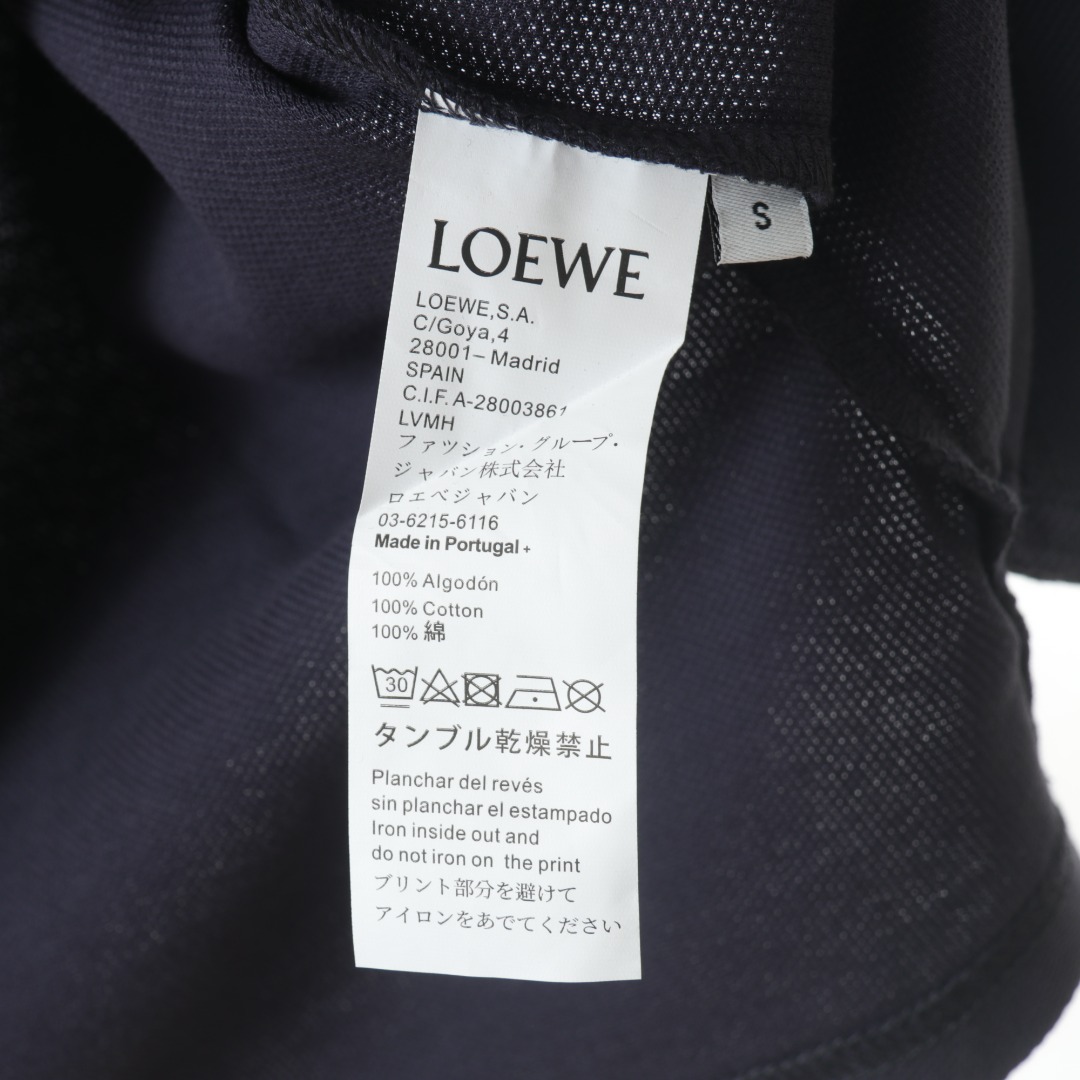 LOEWE
S
LOEWE,S.A.
C/Goya,4
28001–Madrid
SPAIN
C.I.F. A-28003861
LVMH
ファツション・グループ・
ジャパン株式会社
ロエベジャパン
03-6215-6116
Made in Portugal +
100% Algodón
100% Cotton
100% 綿
30
タンブル乾燥禁止
Planchar del revés
sin planchar el estampado
Iron inside out and
do not iron on the print
プリント部分を避けて
アイロンをあでてください